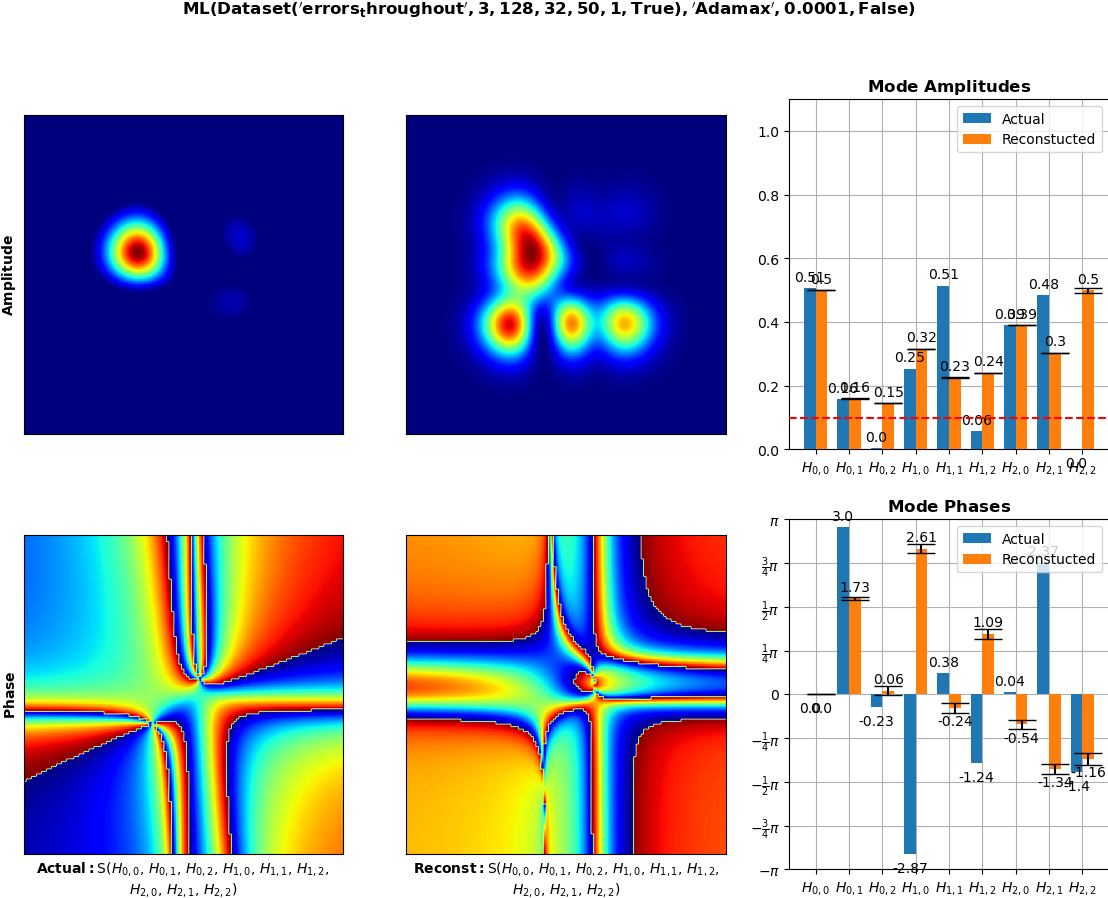 ML(Dataset('errors_throughout', 3, 128, 32, 50, 1, True), 'Adamax', 0.0001, False)
Amplitude
Mode Amplitudes
Actual
Reconstucted
1.0
0.8
0.6
0.4
0.2
0.0
0.51
0.5
0.16
0.16
0.0
0.15
0.25
0.32
0.51
0.23
0.06
0.24
0.39
0.39
0.48
0.3
0.0
0.5
H0,0 H0,1 H0,2 H1,0 H1,1 H1,2 H2,0 H2,1 H2,2
Phase
Mode Phases
Actual
Reconstucted
π
3/4π
1/2π
1/4π
0
−1/4π
−1/2π
−3/4π
−π
0.0
0.0
3.0
1.73
-0.23
0.06
-2.87
2.61
0.38
-0.24
-1.24
1.09
0.04
-0.54
2.37
-1.34
-1.4
-1.16
H0,0 H0,1 H0,2 H1,0 H1,1 H1,2 H2,0 H2,1 H2,2
Actual: S(H0,0, H0,1, H0,2, H1,0, H1,1, H1,2,
H2,0, H2,1, H2,2)
Reconst: S(H0,0, H0,1, H0,2, H1,0, H1,1, H1,2,
H2,0, H2,1, H2,2)